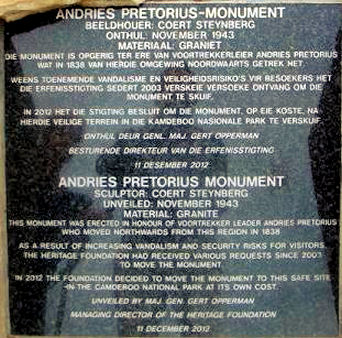 ANDRIES PRETORIUS-MONUMENT
BEELDHOUER: COERT STEYNBERG
ONTHUL: NOVEMBER 1943
MATERIAAL: GRANIET
DIE MONUMENT IS OPGERIG TER ERE VAN VOORTREKKERLEIER ANDRIES PRETORIUS
WAT IN 1838 VAN HIERDIE OMGEWING NOORDWAARTS GETREK HET.
WEENS TOENEMENDE VANDALISME EN VEILIGHEIDSRISIKO'S VIR BESOEKERS HET
DIE ERFENISSTIGTING SEDERT 2003 VERSKEIE VERSOEKE ONTVANG OM DIE
MONUMENT TE SKUIF.
IN 2012 HET DIE STIGTING BESLUIT OM DIE MONUMENT, OP EIE KOSTE, NA
HIERDIE VEILIGE TERREIN IN DIE KAMDEBOO NASIONALE PARK TE VERSKUIF.
ONTHUL DEUR GENL. MAJ. GERT OPPERMAN
BESTURENDE DIREKTEUR VAN DIE ERFENISSTIGTING
11 DESEMBER 2012
ANDRIES PRETORIUS MONUMENT
SCULPTOR: COERT STEYNBERG
UNVEILED: NOVEMBER 1943
MATERIAL: GRANITE
THIS MONUMENT WAS ERECTED IN HONOUR OF VOORTREKKER LEADER ANDRIES PRETORIUS
WHO MOVED NORTHWARDS FROM THIS REGION IN 1838
AS A RESULT OF INCREASING VANDALISM AND SECURITY RISKS FOR VISITORS,
THE HERITAGE FOUNDATION HAD RECEIVED VARIOUS REQUESTS SINCE 2003
TO MOVE THE MONUMENT.
IN 2012 THE FOUNDATION DECIDED TO MOVE THE MONUMENT TO THIS SAFE SITE
IN THE CAMDEBOO NATIONAL PARK AT ITS OWN COST.
UNVEILED BY MAJ. GEN. GERT OPPERMAN
MANAGING DIRECTOR OF THE HERITAGE FOUNDATION
11 DECEMBER 2012